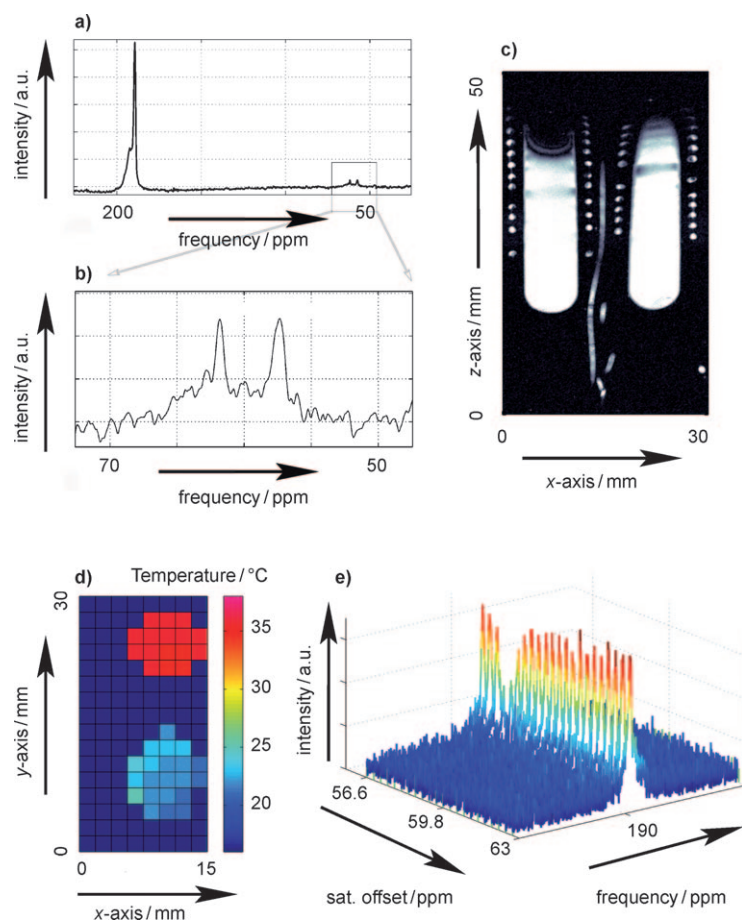 a)
intensity / a.u.
200
50
frequency / ppm
b)
intensity / a.u.
70
50
frequency / ppm
c)
50
z-axis / mm
0
0
30
x-axis / mm
d)
Temperature / °C
30
y-axis / mm
0
0
15
x-axis / mm
35
30
25
20
e)
intensity / a.u.
56.6
59.8
63
190
sat. offset / ppm
frequency / ppm